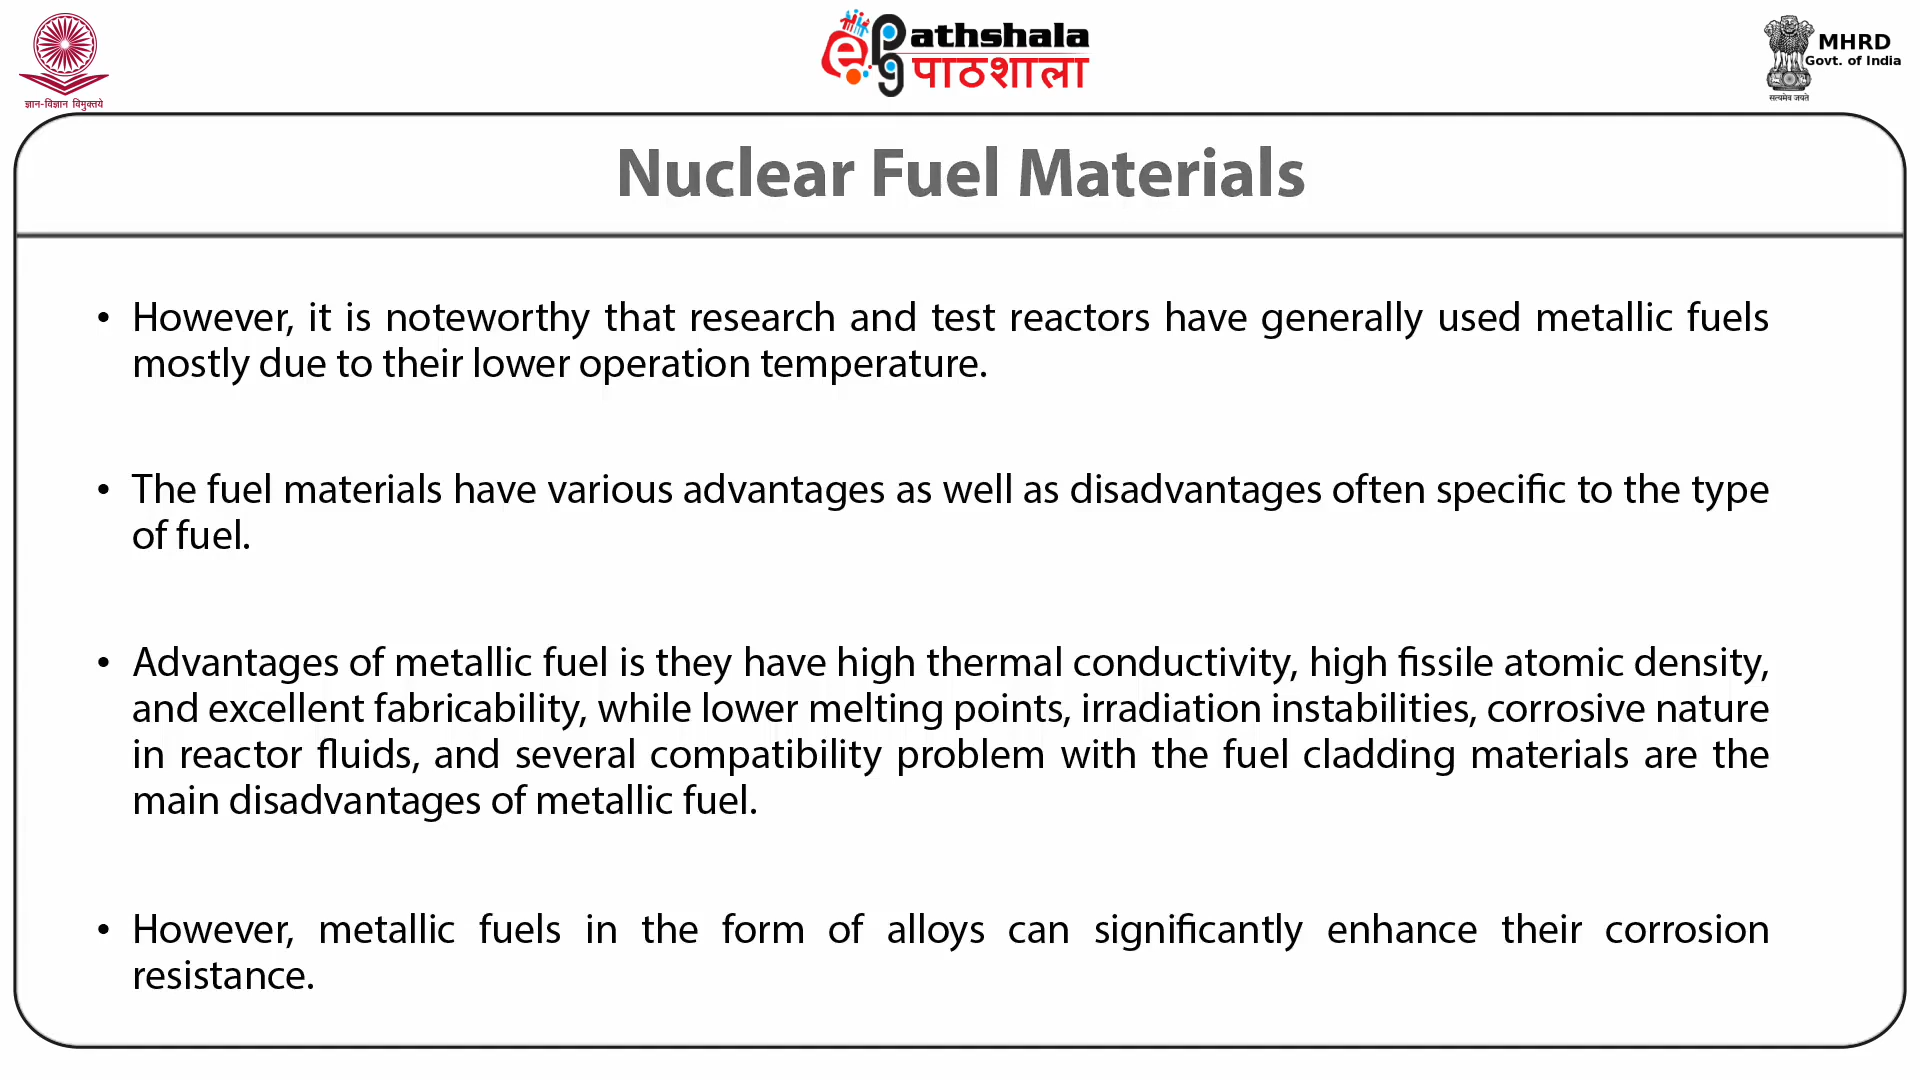 ज्ञान-विज्ञान विमुक्तये
ePathshala
पाठशाला
MHRD
Govt. of India
सत्यमेव जयते
Nuclear Fuel Materials
• However, it is noteworthy that research and test reactors have generally used metallic fuels
mostly due to their lower operation temperature.
• The fuel materials have various advantages as well as disadvantages often specific to the type
of fuel.
• Advantages of metallic fuel is they have high thermal conductivity, high fissile atomic density,
and excellent fabricability, while lower melting points, irradiation instabilities, corrosive nature
in reactor fluids, and several compatibility problem with the fuel cladding materials are the
main disadvantages of metallic fuel.
• However, metallic fuels in the form of alloys can significantly enhance their corrosion
resistance.